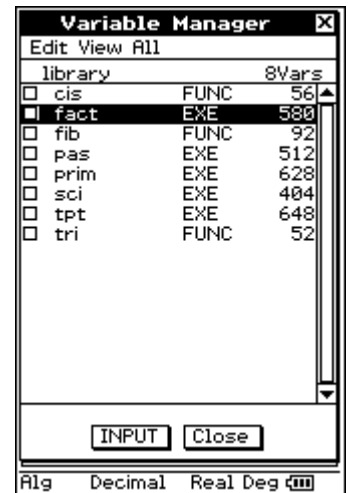 Variable Manager X
Edit View All
library 8Vars
cis FUNC 56
fact EXE 580
fib FUNC 92
pas EXE 512
prim EXE 628
sci EXE 404
tpt EXE 648
tri FUNC 52
INPUT Close
Alg Decimal Real Deg